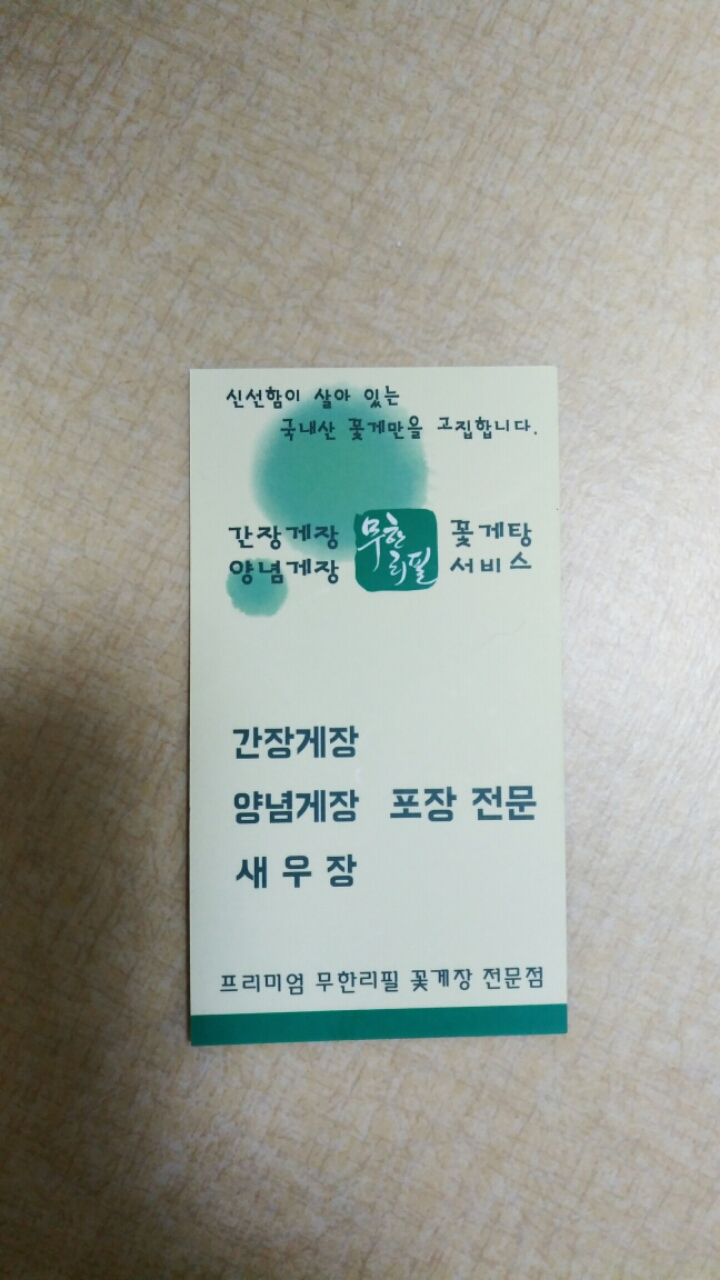 신선함이 살아 있는
국내산 꽃게만을 고집합니다.
간장게장
양념게장
무한
리필
꽃게탕
서비스
간장게장
양념게장 포장 전문
새우장
프리미엄 무한리필 꽃게장 전문점